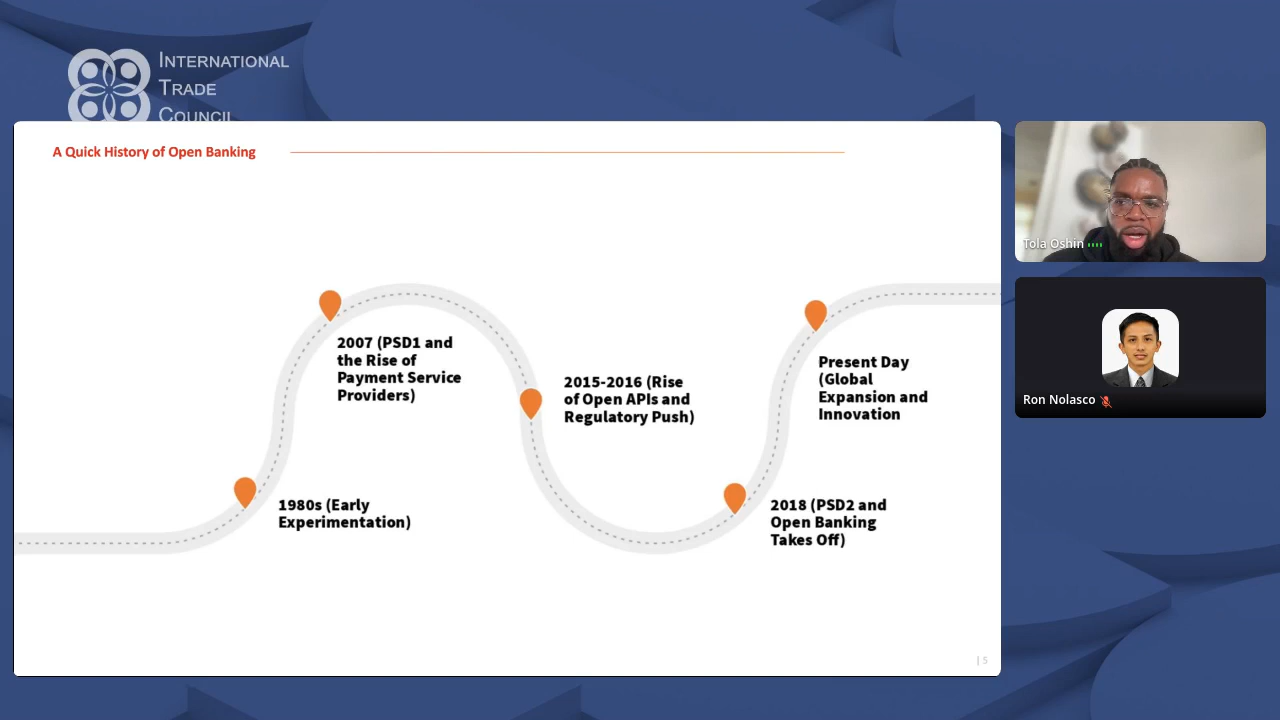 INTERNATIONAL
TRADE
COUNCIL
A Quick History of Open Banking
2007 (PSD1 and
the Rise of
Payment Service
Providers)
2015-2016 (Rise
of Open APIs and
Regulatory Push)
Present Day
(Global
Expansion and
Innovation
1980s (Early
Experimentation)
2018 (PSD2 and
Open Banking
Takes Off)
| 5
Tola Oshin
Ron Nolasco